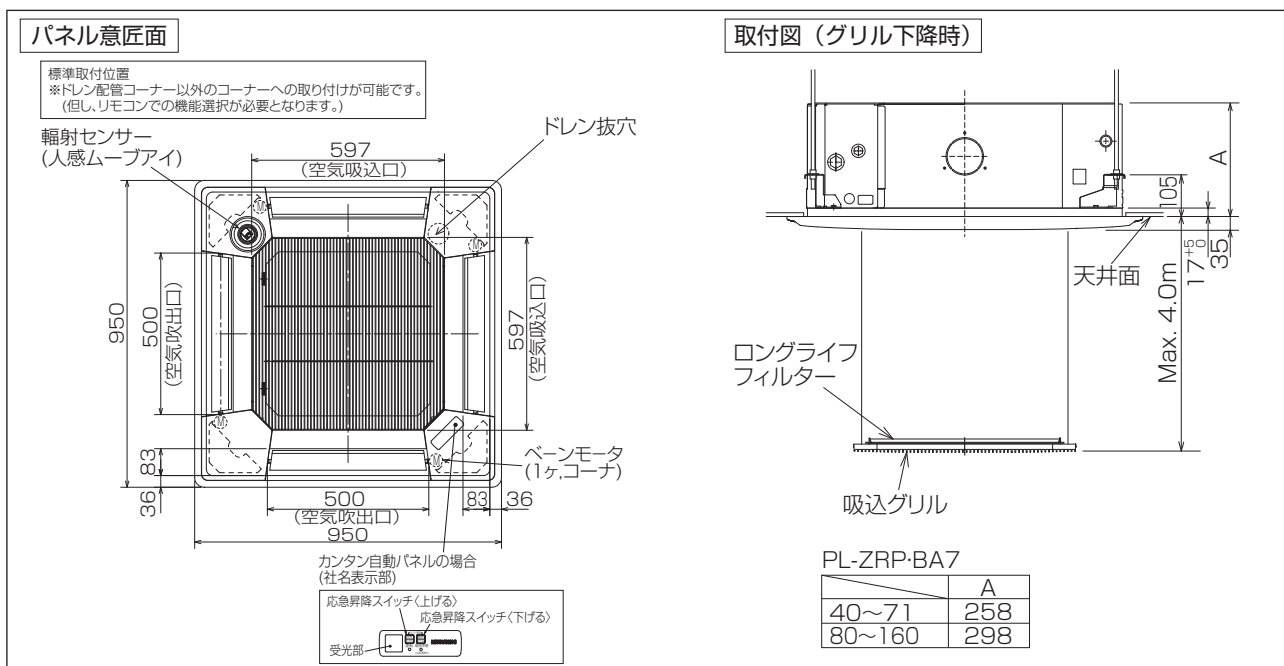 パネル意匠面
標準取付位置
※ドレン配管コーナー以外のコーナーへの取り付けが可能です。
(但し、リモコンでの機能選択が必要となります。)
輻射センサー
(人感ムーブアイ)
597
(空気吸込口)
ドレン抜穴
M
M
950
500
(空気吹出口)
597
(空気吸込口)
M
M
83
36
ベーンモータ
(1ヶ,コーナ)
500
(空気吹出口)
83
36
950
カンタン自動パネルの場合
(社名表示部)
応急昇降スイッチ〈上げる〉
応急昇降スイッチ〈下げる〉
受光部
取付図(グリル下降時)
A
105
17+5 0
35
天井面
Max. 4.0m
ロングライフ
フィルター
吸込グリル
PL-ZRP·BA7
A
40~71 258
80~160 298